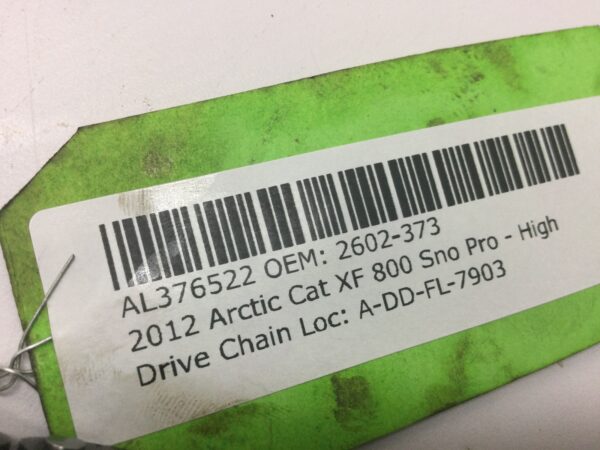 AL376522 OEM: 2602-373
2012 Arctic Cat XF 800 Sno Pro - High
Drive Chain Loc: A-DD-FL-7903